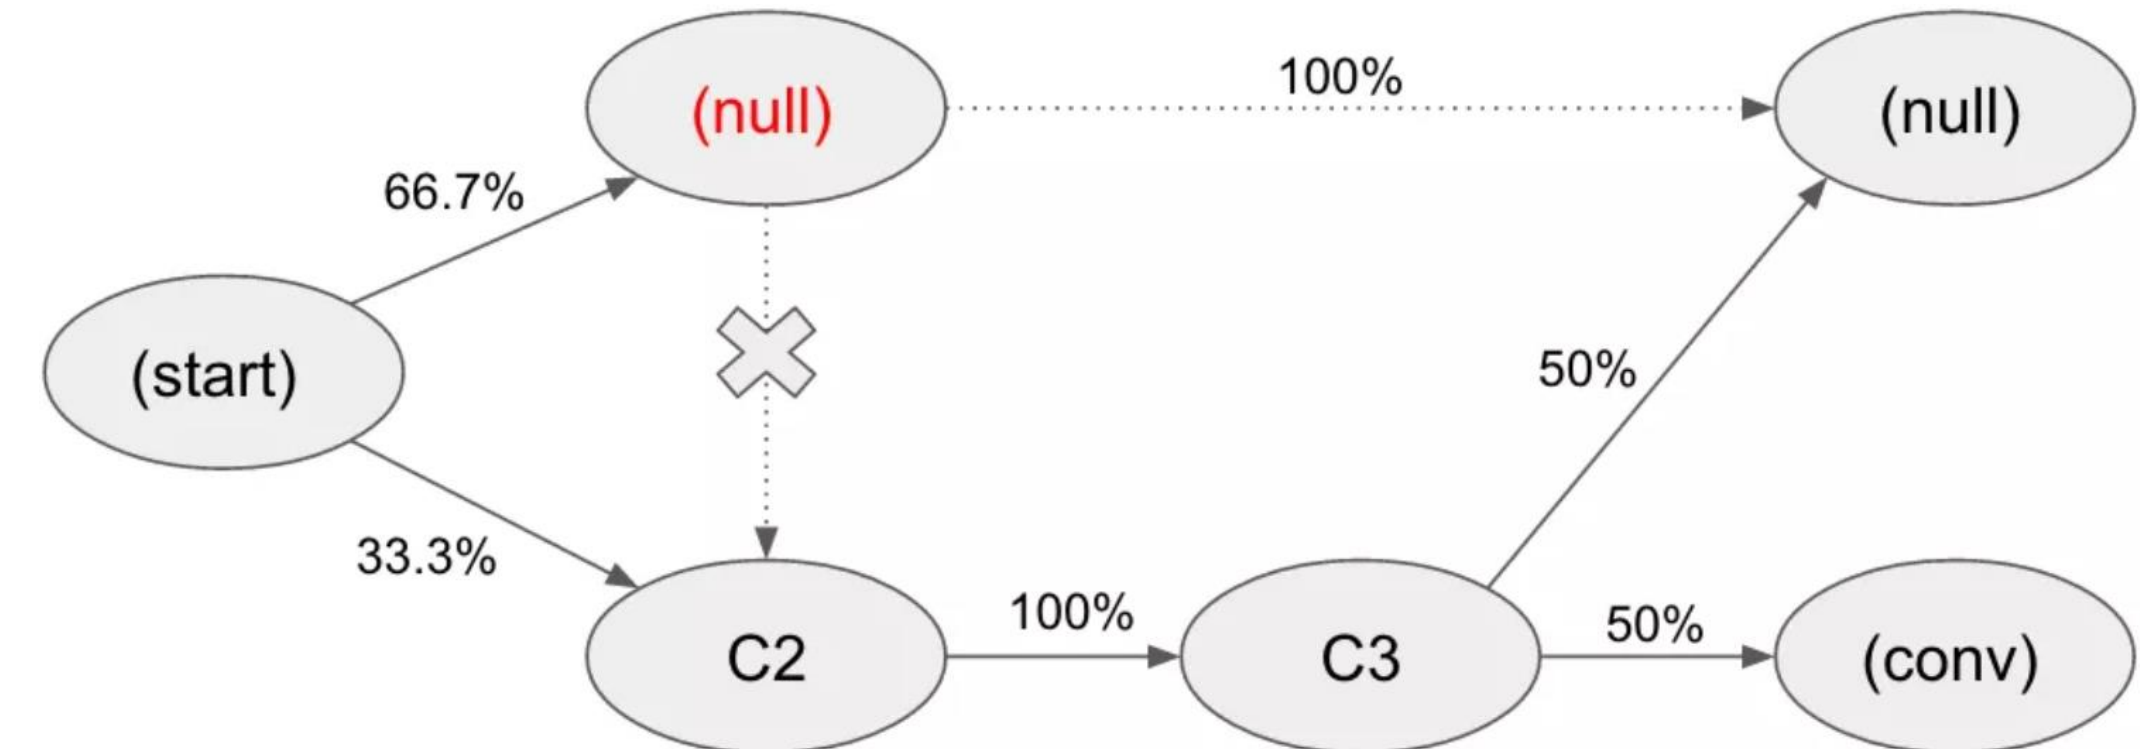 (null)
100%
(null)
66.7%
(start)
50%
33.3%
100%
50%
C2
C3
(conv)